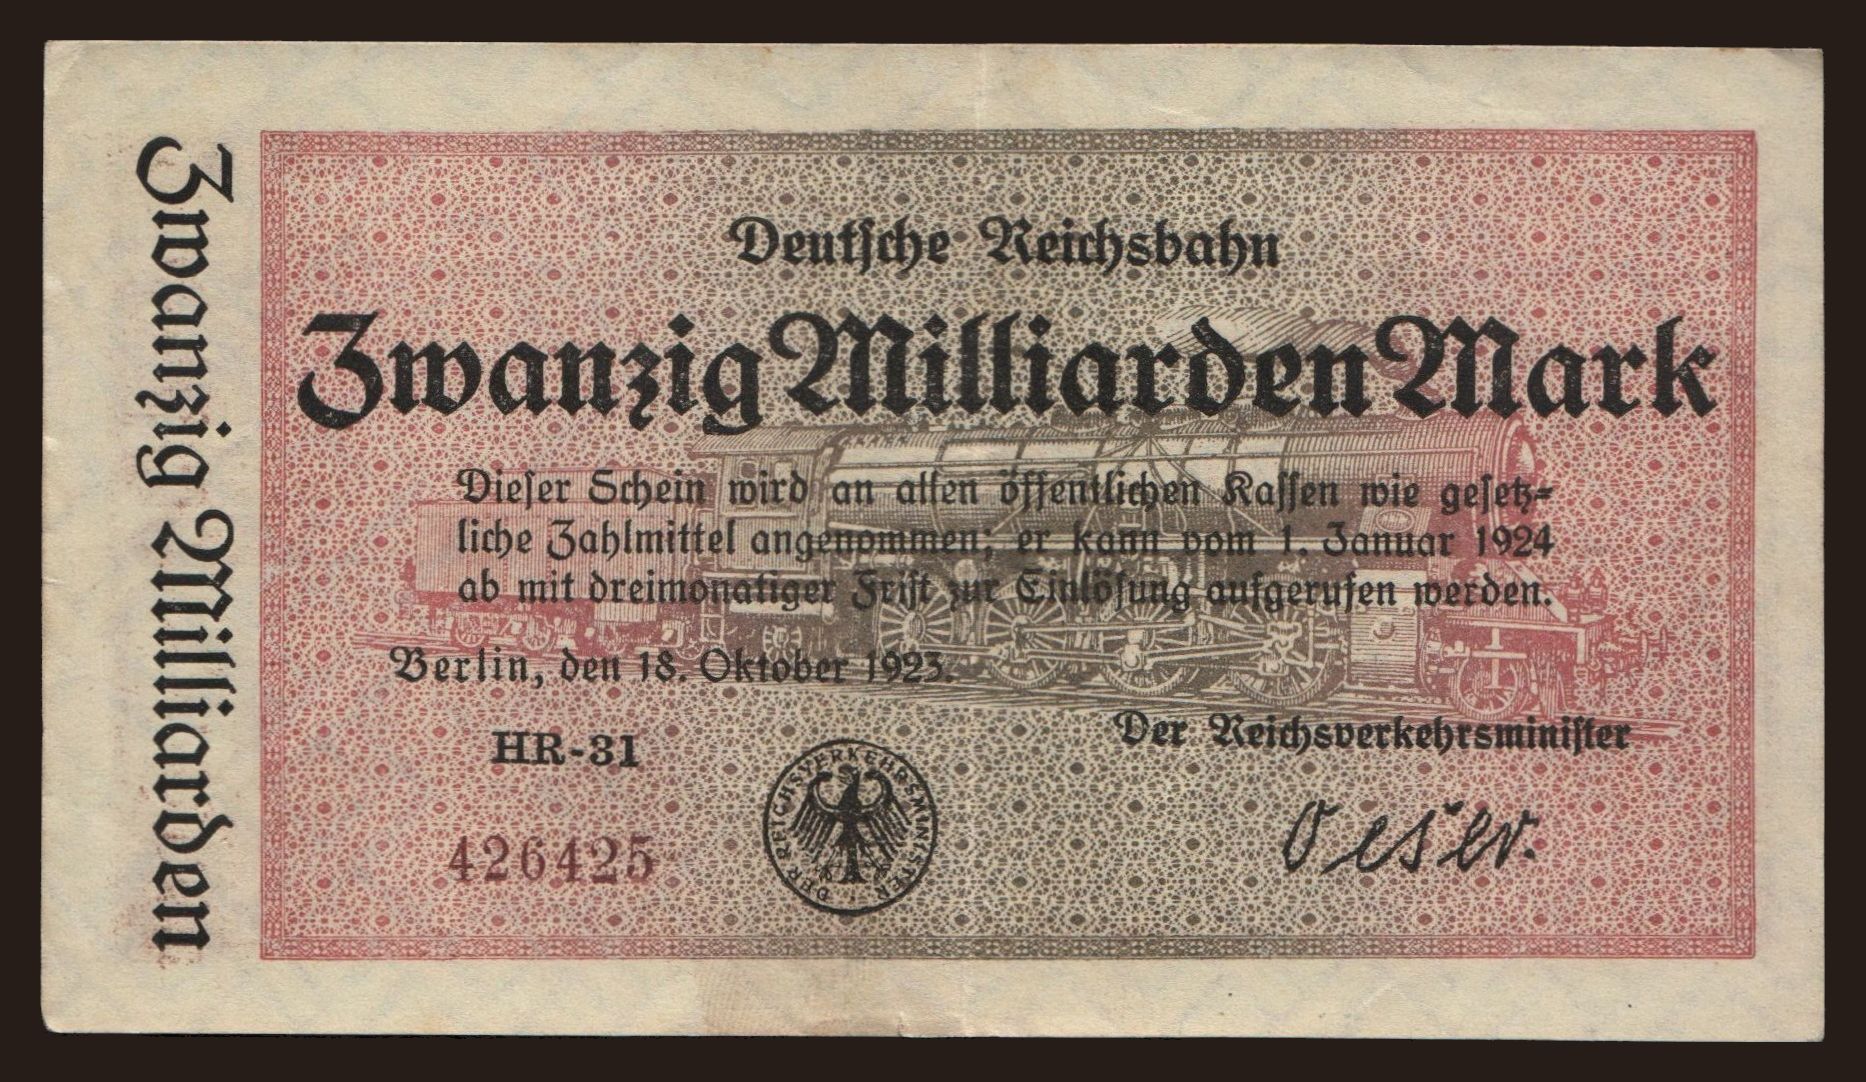 Zwanzig Milliarden
Deutsche Reichsbahn
Zwanzig Milliarden Mark
Dieser Schein wird an allen öffentlichen Kassen wie gesetz=
liche Zahlmittel angenommen; er kann vom 1. Januar 1924
ab mit dreimonatiger Frist zur Einlösung aufgerufen werden.
Berlin, den 18. Oktober 1923.
Der Reichsverkehrsminister
HR-31
DER REICHSVERKEHRSMINISTER
426425
Oeser.